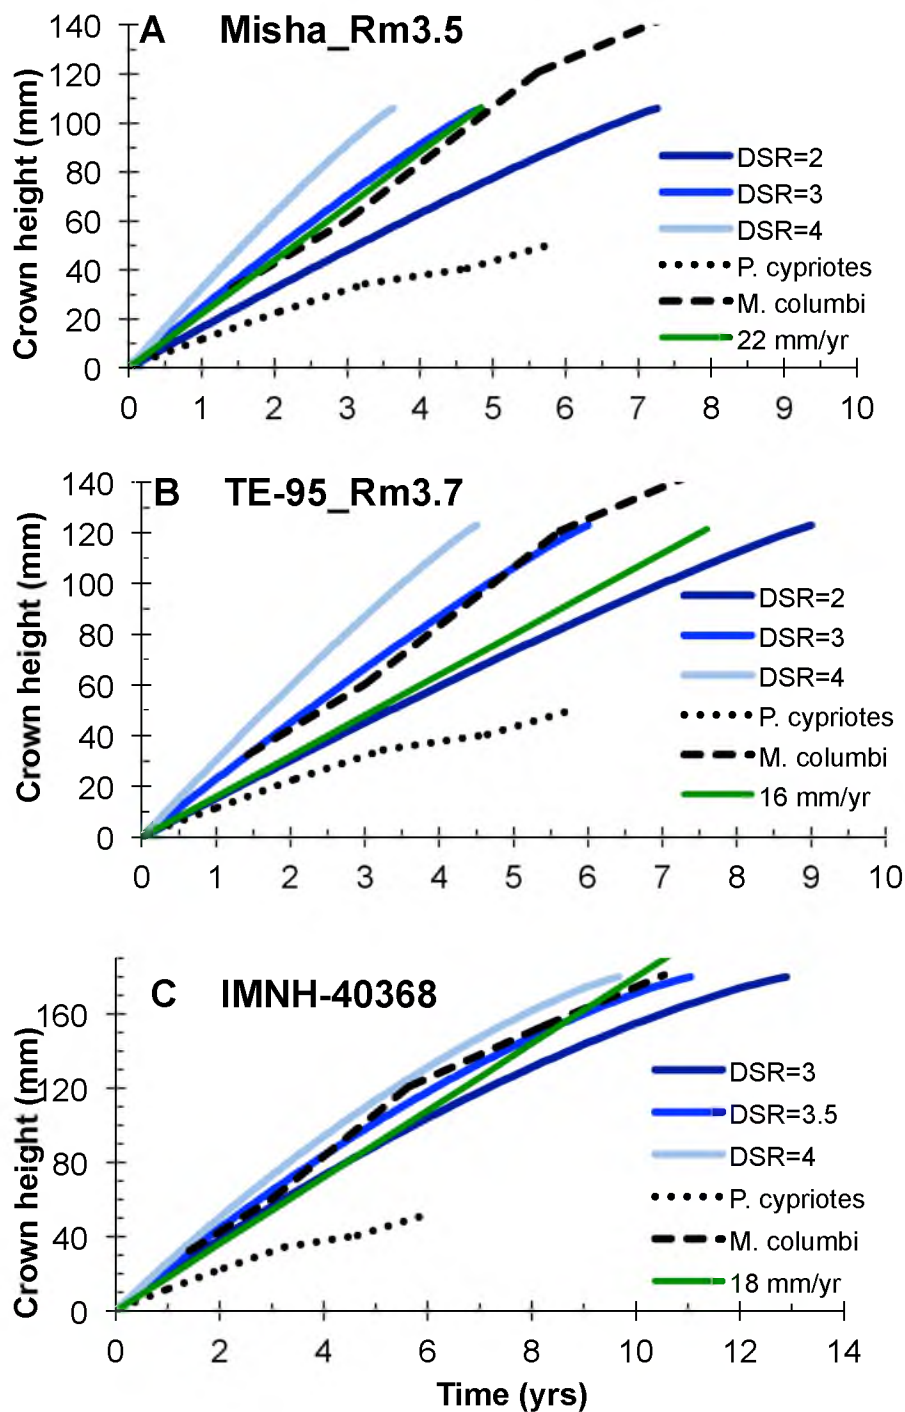 A Misha_Rm3.5
Crown height (mm)
140
120
100
80
60
40
20
0
DSR=2
DSR=3
DSR=4
P. cypriotes
M. columbi
22 mm/yr
0 1 2 3 4 5 6 7 8 9 10
B TE-95_Rm3.7
Crown height (mm)
140
120
100
80
60
40
20
0
DSR=2
DSR=3
DSR=4
P. cypriotes
M. columbi
16 mm/yr
0 1 2 3 4 5 6 7 8 9 10
C IMNH-40368
Crown height (mm)
160
120
80
40
0
DSR=3
DSR=3.5
DSR=4
P. cypriotes
M. columbi
18 mm/yr
0 2 4 6 8 10 12 14
Time (yrs)